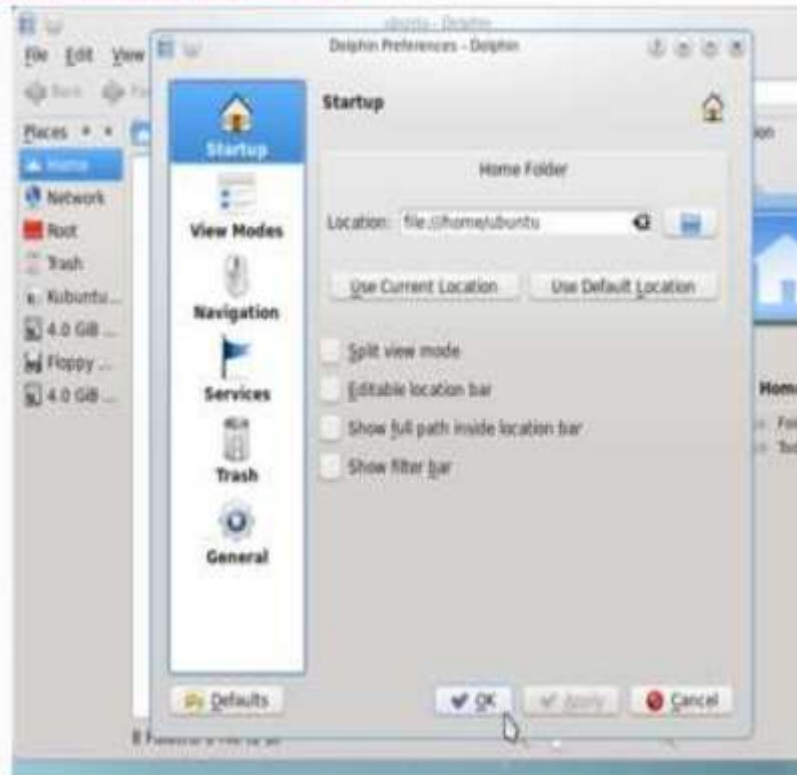 ubuntu - Dolphin
File Edit View
Dolphin Preferences - Dolphin
Back
Places
Home
Network
Root
Trash
Kubuntu...
4.0 GiB ...
Floppy ...
4.0 GiB ...
Startup
View Modes
Navigation
Services
Trash
General
Startup
Home Folder
Location: file:///home/ubuntu
Use Current Location Use Default Location
Split view mode
Editable location bar
Show full path inside location bar
Show filter bar
Defaults OK Apply Cancel
Home